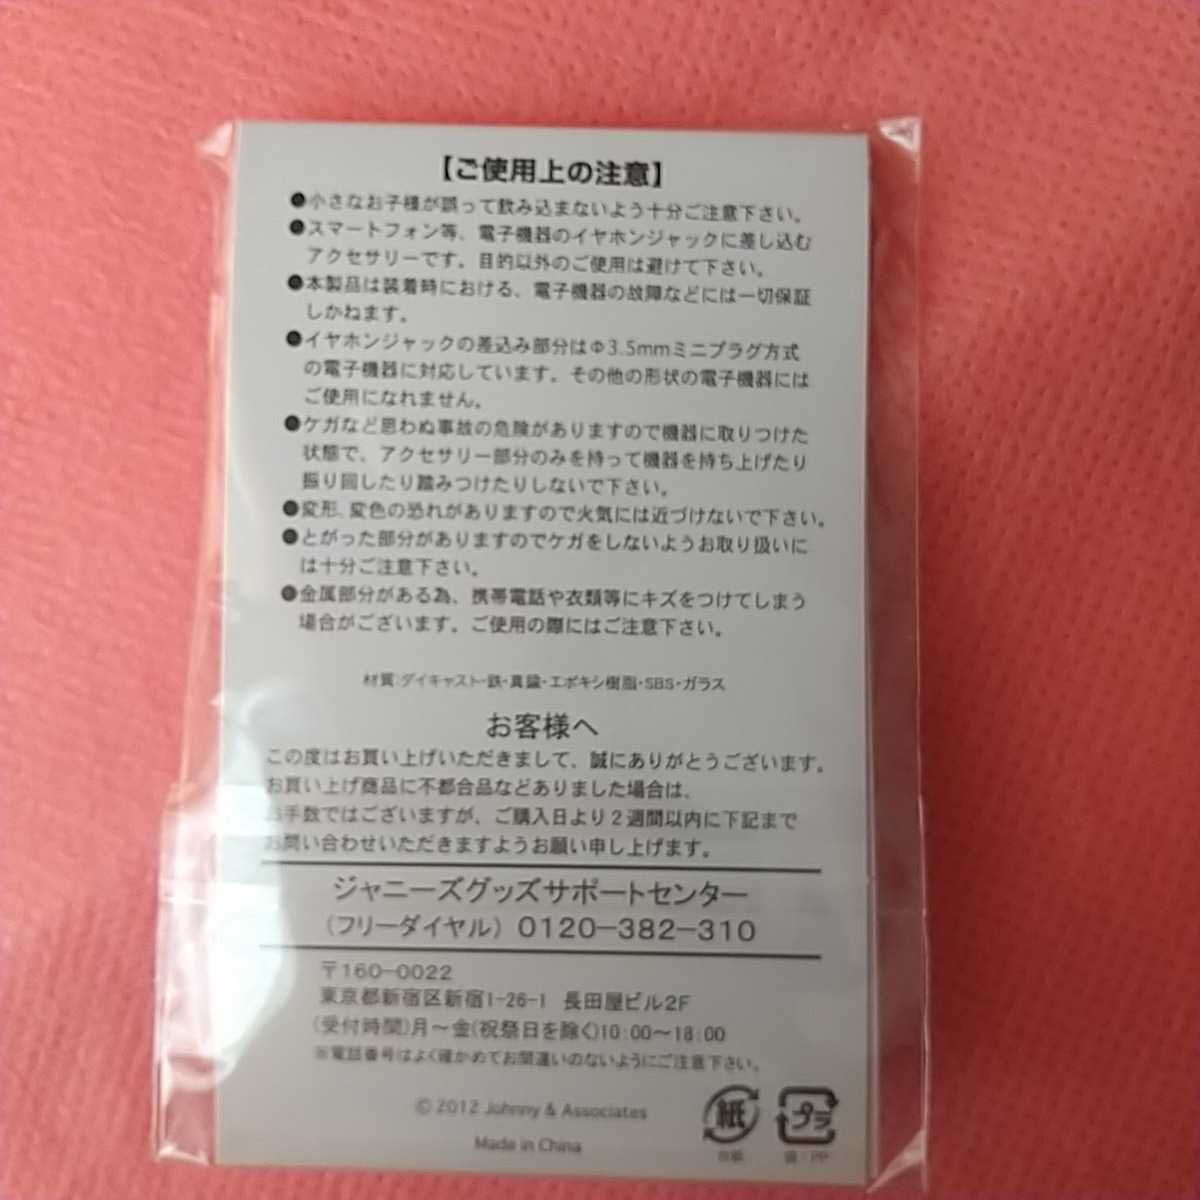 【ご使用上の注意】
●小さなお子様が誤って飲み込まないよう十分ご注意下さい。
●スマートフォン等、電子機器のイヤホンジャックに差し込む
アクセサリーです。目的以外のご使用は避けて下さい。
●本製品は装着時における、電子機器の故障などには一切保証
しかねます。
●イヤホンジャックの差込み部分はΦ3.5mmミニプラグ方式
の電子機器に対応しています。その他の形状の電子機器には
ご使用になれません。
●ケガなど思わぬ事故の危険がありますので機器に取りつけた
状態で、アクセサリー部分のみを持って機器を持ち上げたり
振り回したり踏みつけたりしないで下さい。
●変形、変色の恐れがありますので火気には近づけないで下さい。
●とがった部分がありますのでケガをしないようお取り扱いに
は十分ご注意下さい。
●金属部分がある為、携帯電話や衣類等にキズをつけてしまう
場合がございます。ご使用の際にはご注意下さい。
材質:ダイキャスト・鉄・真鍮・エポキシ樹脂・SBS・ガラス
お客様へ
この度はお買い上げいただきまして、誠にありがとうございます。
お買い上げ商品に不都合品などありました場合は、
お手数ではございますが、ご購入日より2週間以内に下記まで
お問い合わせいただきますようお願い申し上げます。
ジャニーズグッズサポートセンター
(フリーダイヤル) 0120-382-310
〒160-0022
東京都新宿区新宿1-26-1 長田屋ビル2F
(受付時間)月〜金(祝祭日を除く)10:00〜18:00
※電話番号はよく確かめてお間違いのないようにご注意下さい。
© 2012 Johnny & Associates
Made in China
紙
プラ
台紙
袋:PP